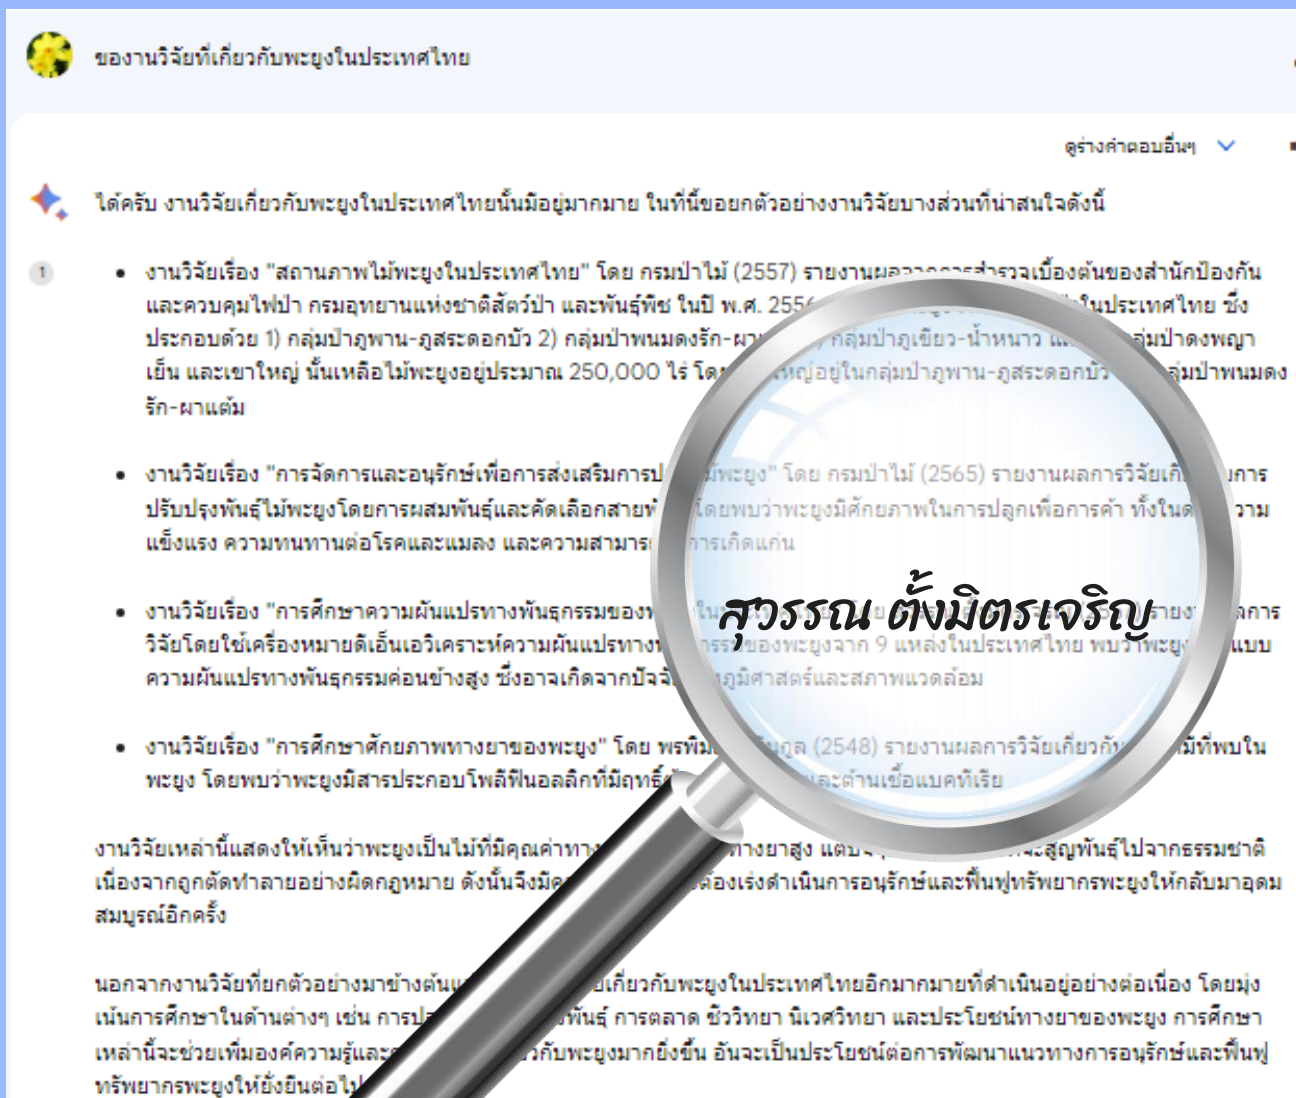 ของานวิจัยที่เกี่ยวกับพะยูงในประเทศไทย
ดูร่างคำตอบอื่นๆ
ได้ครับ งานวิจัยเกี่ยวกับพะยูงในประเทศไทยนั้นมีอยู่มากมาย ในที่นี้ขอยกตัวอย่างงานวิจัยบางส่วนที่น่าสนใจดังนี้
1
• งานวิจัยเรื่อง "สถานภาพไม้พะยูงในประเทศไทย" โดย กรมป่าไม้ (2557) รายงานผลจากการสำรวจเบื้องต้นของสำนักป้องกัน
และควบคุมไฟป่า กรมอุทยานแห่งชาติสัตว์ป่า และพันธุ์พืช ในปี พ.ศ. 2556 ในประเทศไทย ซึ่ง
ประกอบด้วย 1) กลุ่มป่าภูพาน-ภูสระดอกบัว 2) กลุ่มป่าพนมดงรัก-ผา กลุ่มป่าภูเขียว-น้ำหนาว กลุ่มป่าดงพญา
เย็น และเขาใหญ่ นั้นเหลือไม้พะยูงอยู่ประมาณ 250,000 ไร่ โดย ใหญ่อยู่ในกลุ่มป่าภูพาน-ภูสระดอกบัว กลุ่มป่าพนมดง
รัก-ผาแต้ม
• งานวิจัยเรื่อง "การจัดการและอนุรักษ์เพื่อการส่งเสริมการป ไม้พะยูง" โดย กรมป่าไม้ (2565) รายงานผลการวิจัยเกี่ การ
ปรับปรุงพันธุ์ไม้พะยูงโดยการผสมพันธุ์และคัดเลือกสายพั โดยพบว่าพะยูงมีศักยภาพในการปลูกเพื่อการค้า ทั้งในด้ วาม
แข็งแรง ความทนทานต่อโรคและแมลง และความสามารถ การเกิดแก่น
• งานวิจัยเรื่อง "การศึกษาความผันแปรทางพันธุกรรมของพ สุวรรณ ตั้งมิตรเจริญ รายงา ผลการ
วิจัยโดยใช้เครื่องหมายดีเอ็นเอวิเคราะห์ความผันแปรทางพ กรรมของพะยูงจาก 9 แหล่งในประเทศไทย พบว่าพะยูง แบบ
ความผันแปรทางพันธุกรรมค่อนข้างสูง ซึ่งอาจเกิดจากปัจจั ภูมิศาสตร์และสภาพแวดล้อม
• งานวิจัยเรื่อง "การศึกษาศักยภาพทางยาของพะยูง" โดย พรพิม (2548) รายงานผลการวิจัยเกี่ยวกับ มีที่พบใน
พะยูง โดยพบว่าพะยูงมีสารประกอบโพลีฟีนอลลิกที่มีฤทธิ์ และต้านเชื้อแบคทีเรีย
งานวิจัยเหล่านี้แสดงให้เห็นว่าพะยูงเป็นไม้ที่มีคุณค่าทาง ทางยาสูง จะสูญพันธุ์ไปจากธรรมชาติ
เนื่องจากถูกตัดทำลายอย่างผิดกฎหมาย ดังนั้นจึงมีค ต้องเร่งดำเนินการอนุรักษ์และฟื้นฟูทรัพยากรพะยูงให้กลับมาอุดม
สมบูรณ์อีกครั้ง
นอกจากงานวิจัยที่ยกตัวอย่างมาข้างต้นแ เกี่ยวกับพะยูงในประเทศไทยอีกมากมายที่ดำเนินอยู่อย่างต่อเนื่อง โดยมุ่ง
เน้นการศึกษาในด้านต่างๆ เช่น การป พันธุ์ การตลาด ชีววิทยา นิเวศวิทยา และประโยชน์ทางยาของพะยูง การศึกษา
เหล่านี้จะช่วยเพิ่มองค์ความรู้และ วกับพะยูงมากยิ่งขึ้น อันจะเป็นประโยชน์ต่อการพัฒนาแนวทางการอนุรักษ์และฟื้นฟู
ทรัพยากรพะยูงให้ยั่งยืนต่อไป